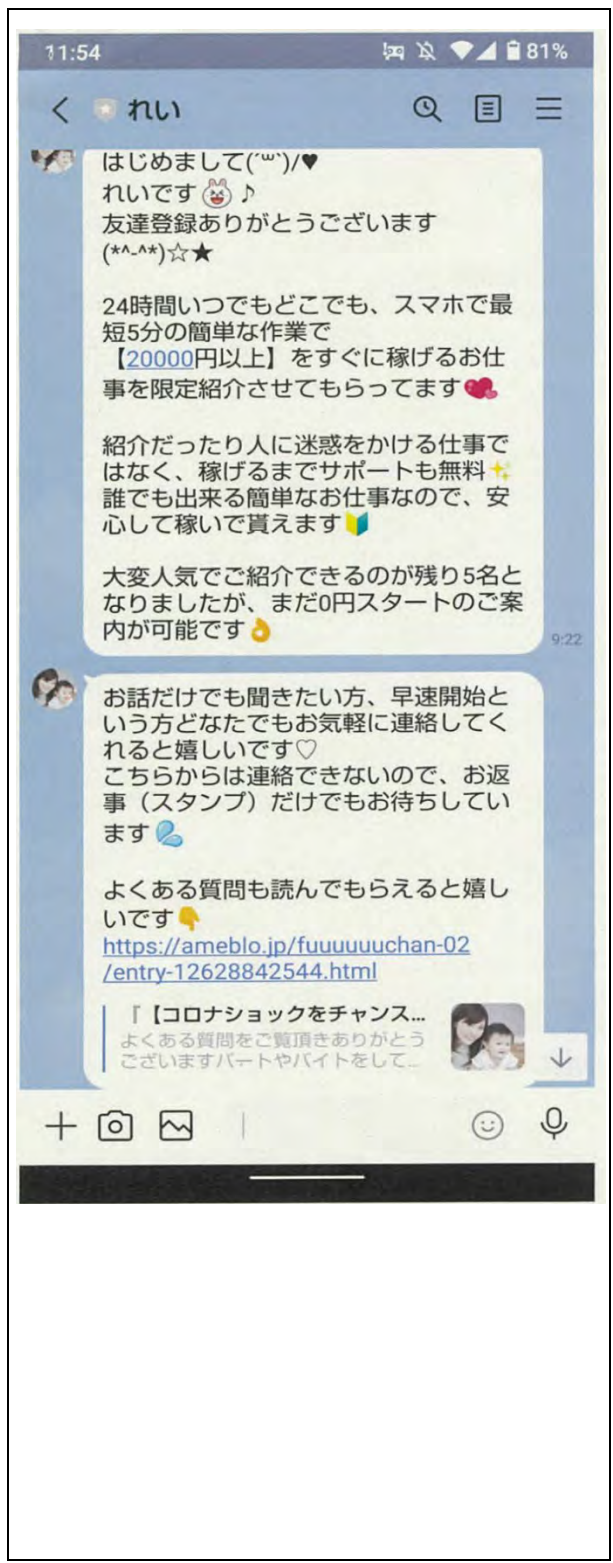 11:54
81%
れい
はじめまして(´ш`)/♥
れいです♪
友達登録ありがとうございます
(*^-^*)☆★
24時間いつでもどこでも、スマホで最
短5分の簡単な作業で
【20000円以上】をすぐに稼げるお仕
事を限定紹介させてもらってます💕
紹介だったり人に迷惑をかける仕事で
はなく、稼げるまでサポートも無料✨
誰でも出来る簡単なお仕事なので、安
心して稼いで貰えます🔰
大変人気でご紹介できるのが残り5名と
なりましたが、まだ0円スタートのご案
内が可能です👌
9:22
お話だけでも聞きたい方、早速開始と
いう方どなたでもお気軽に連絡してく
れると嬉しいです♡
こちらからは連絡できないので、お返
事（スタンプ）だけでもお待ちしてい
ます💦
よくある質問も読んでもらえると嬉し
いです👇
https://ameblo.jp/fuuuuuuchan-02
/entry-12628842544.html
『【コロナショックをチャンス...
よくある質問をご覧頂きありがとう
ございますパートやバイトをして...